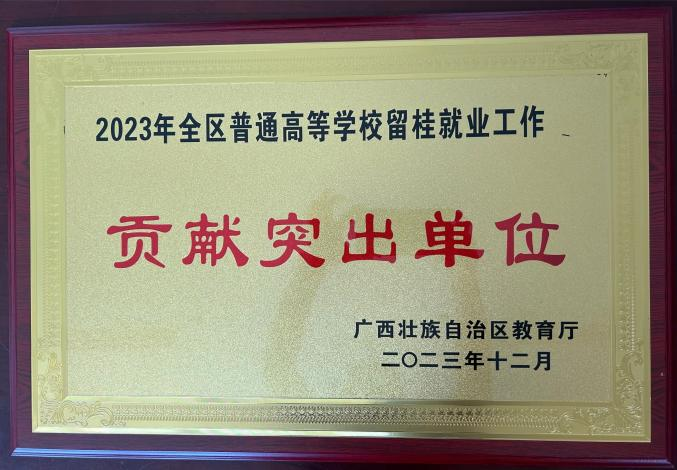 2023年全区普通高等学校留桂就业工作
贡献突出单位
广西壮族自治区教育厅
二〇二三年十二月